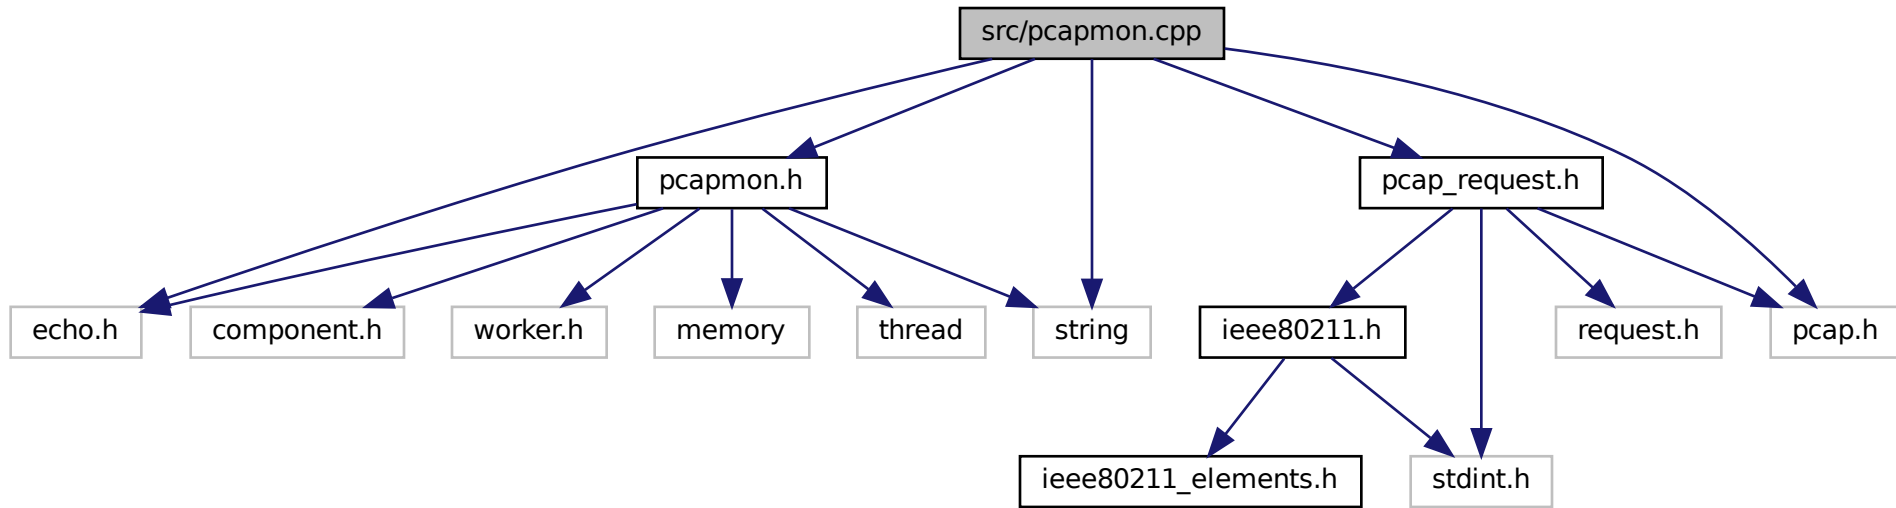 src/pcapmon.cpp
pcapmon.h
pcap_request.h
echo.h
component.h
worker.h
memory
thread
string
ieee80211.h
request.h
pcap.h
ieee80211_elements.h
stdint.h